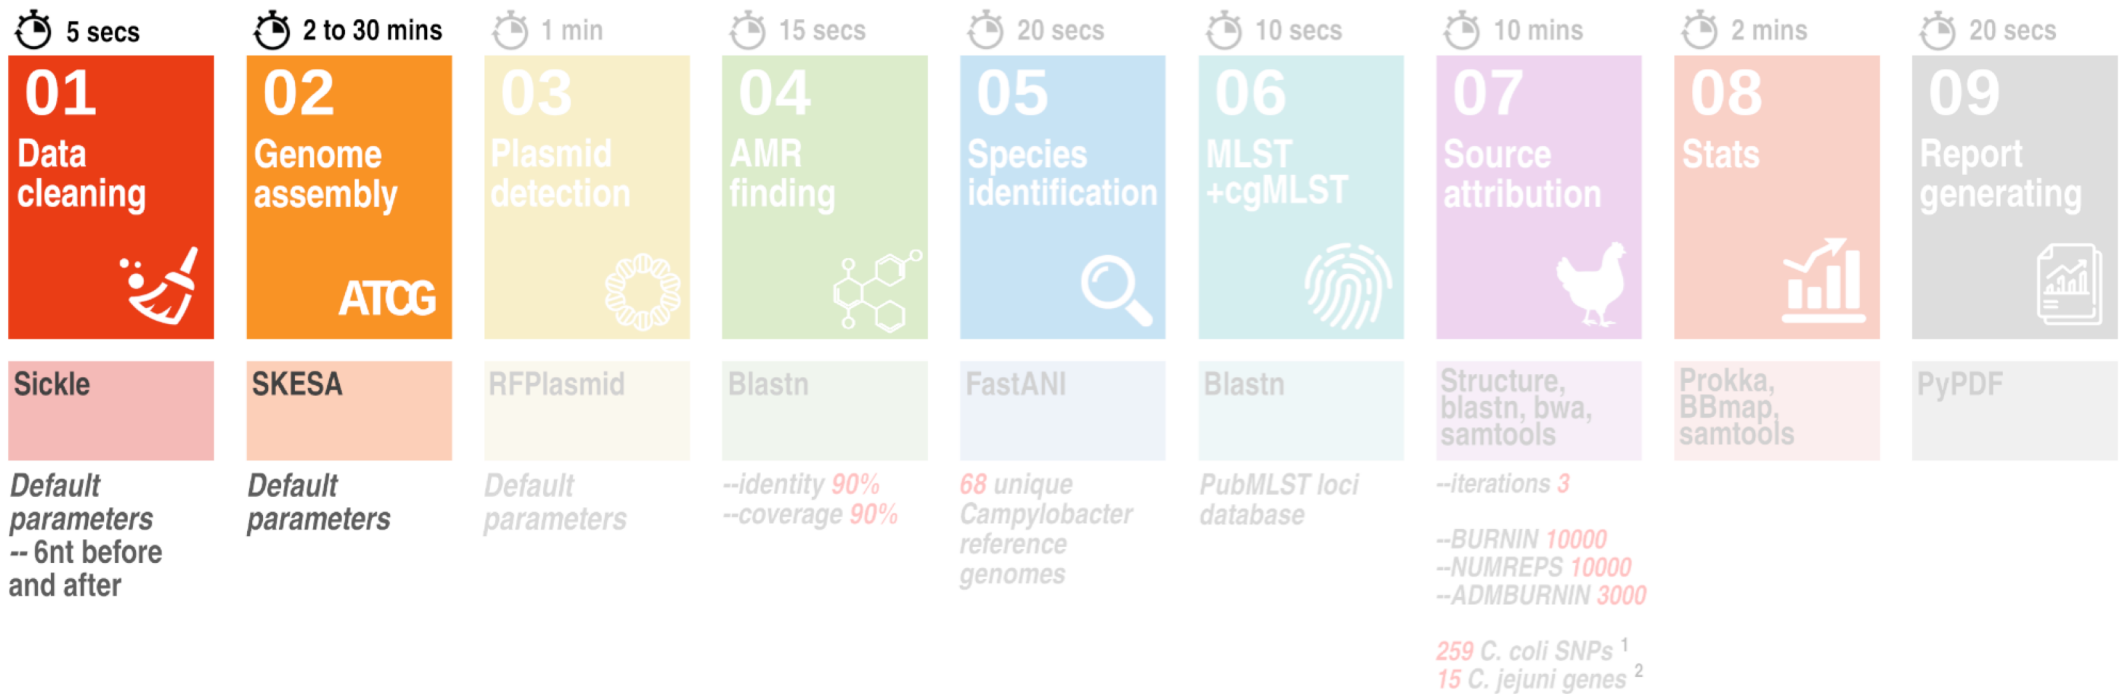 5 secs
2 to 30 mins
1 min
15 secs
20 secs
10 secs
10 mins
2 mins
20 secs
01
Data
cleaning
Sickle
Default
parameters
-- 6nt before
and after
02
Genome
assembly
ATCG
SKESA
Default
parameters
03
Plasmid
detection
RFPlasmid
Default
parameters
04
AMR
finding
Blastn
--identity 90%
--coverage 90%
05
Species
identification
FastANI
68 unique
Campylobacter
reference
genomes
06
MLST
+cgMLST
Blastn
PubMLST loci
database
07
Source
attribution
Structure,
blastn, bwa,
samtools
--iterations 3
--BURNIN 10000
--NUMREPS 10000
--ADMBURNIN 3000
259 C. coli SNPs 1
15 C. jejuni genes 2
08
Stats
Prokka,
BBmap,
samtools
09
Report
generating
PyPDF